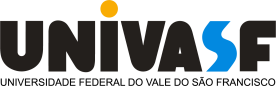 UNIVASF
UNIVERSIDADE FEDERAL DO VALE DO SÃO FRANCISCO